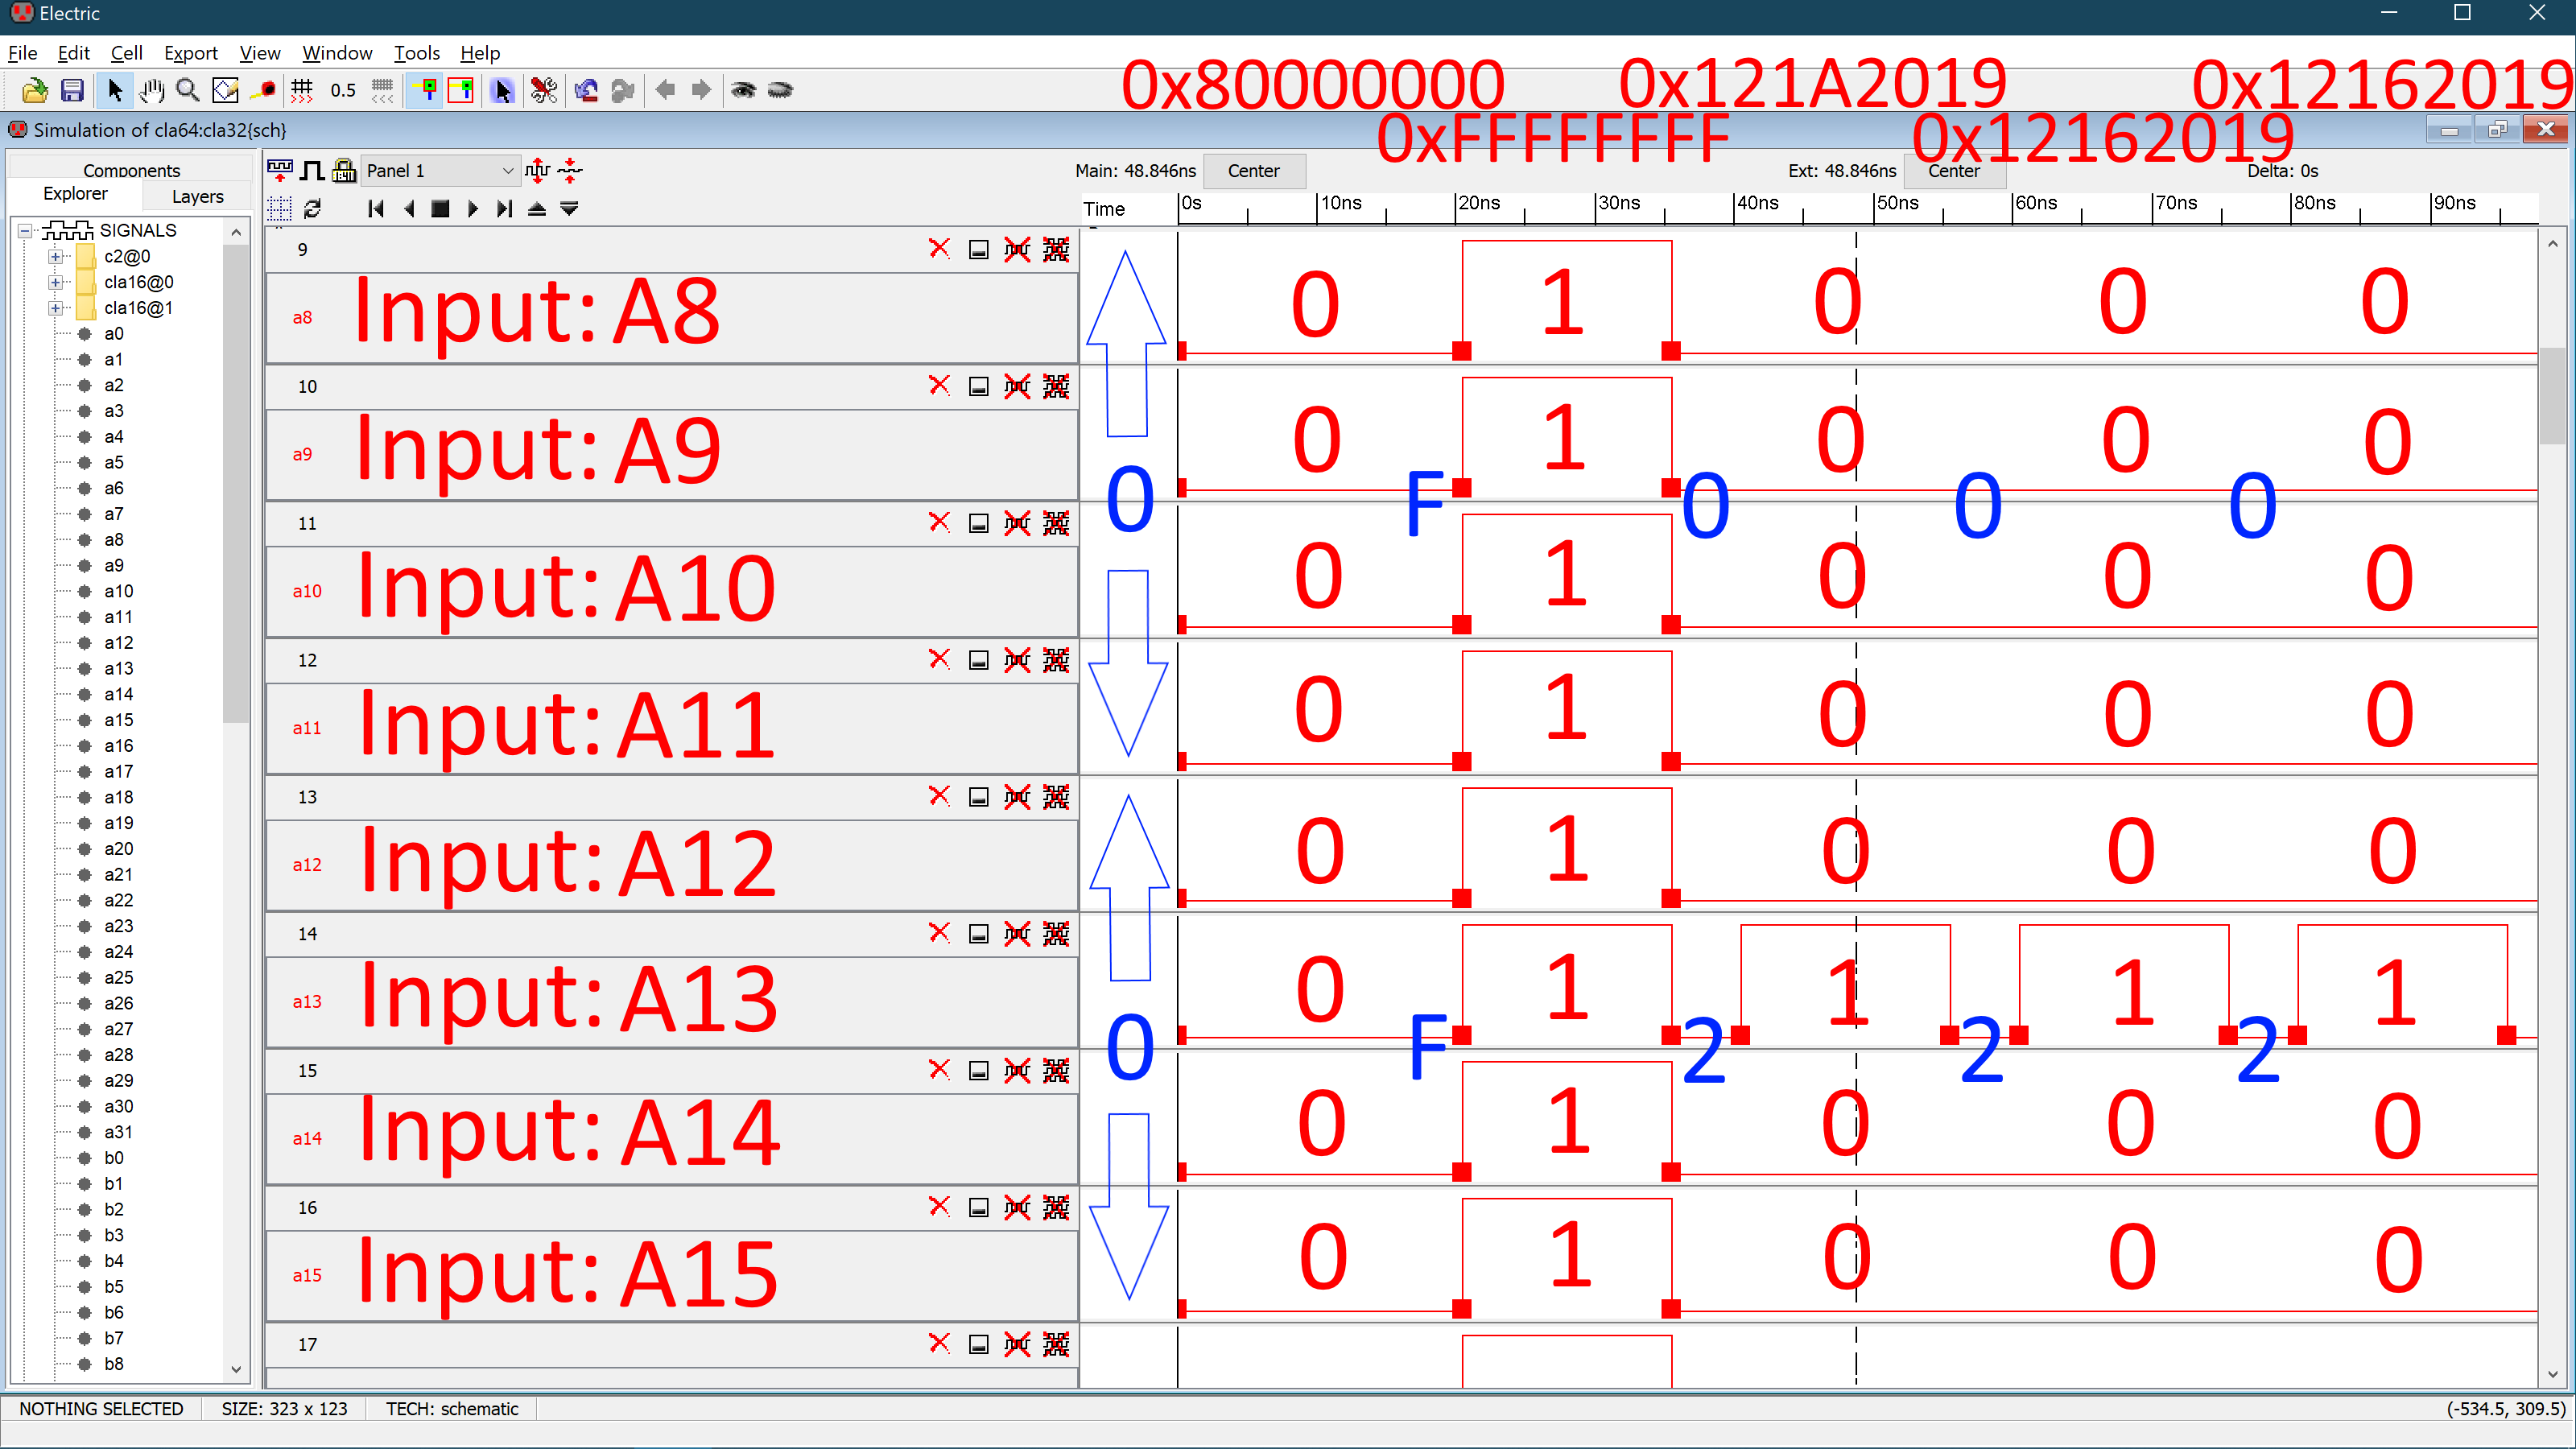 Electric
File Edit Cell Export View Window Tools Help
0x80000000 0x121A2019 0x12162019
0.5
0xFFFFFFFF 0x12162019
Simulation of cla64:cla32{sch}
Components
Explorer Layers
Panel 1
Main: 48.846ns Center Ext: 48.846ns Center Delta: 0s
Time 0s 10ns 20ns 30ns 40ns 50ns 60ns 70ns 80ns 90ns
SIGNALS
c2@0
cla16@0
cla16@1
a0
a1
a2
a3
a4
a5
a6
a7
a8
a9
a10
a11
a12
a13
a14
a15
a16
a17
a18
a19
a20
a21
a22
a23
a24
a25
a26
a27
a28
a29
a30
a31
b0
b1
b2
b3
b4
b5
b6
b7
b8
9
a8 Input: A8 0 1 0 0 0
10
a9 Input: A9 0 1 0 0 0
0 F 0 0 0
11
a10 Input: A10 0 1 0 0 0
12
a11 Input: A11 0 1 0 0 0
13
a12 Input: A12 0 1 0 0 0
14
a13 Input: A13 0 1 1 1 1
0 F 2 2 2
15
a14 Input: A14 0 1 0 0 0
16
a15 Input: A15 0 1 0 0 0
17
NOTHING SELECTED SIZE: 323 x 123 TECH: schematic (-534.5, 309.5)